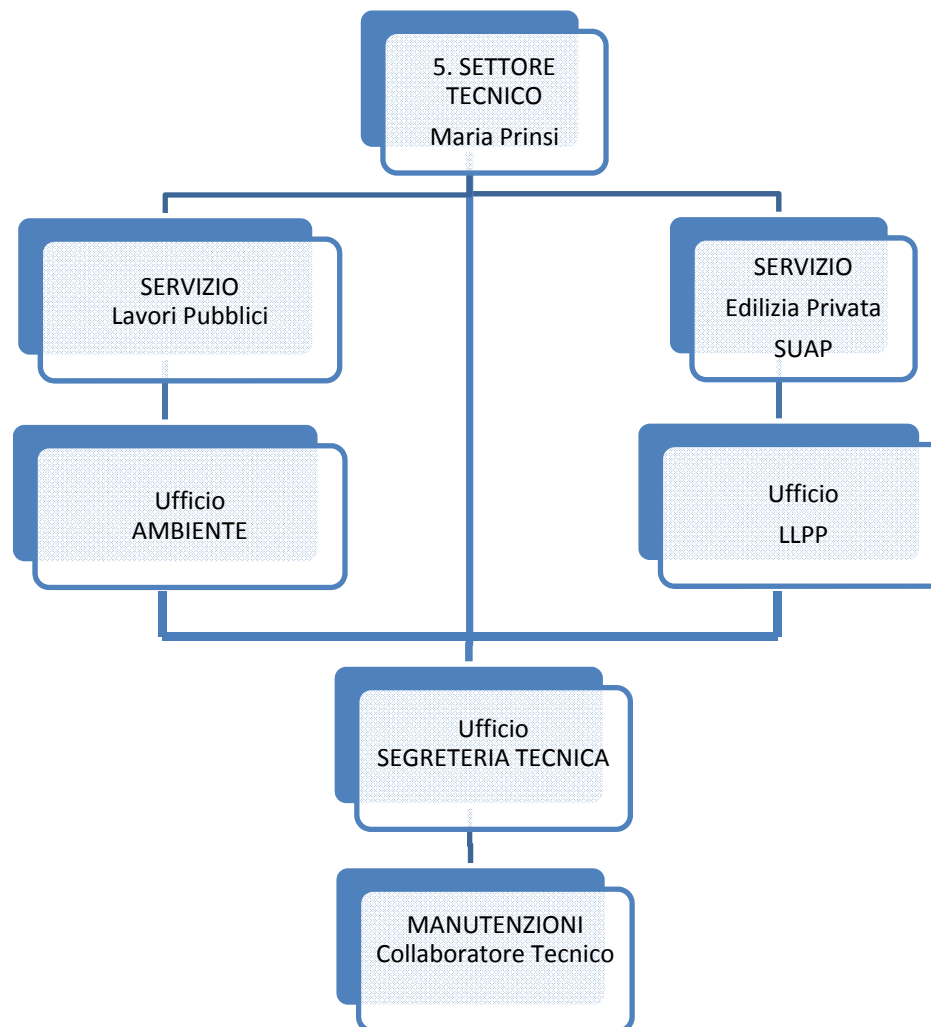 5. SETTORE
TECNICO
Maria Prinsi
SERVIZIO
Lavori Pubblici
SERVIZIO
Edilizia Privata
SUAP
Ufficio
AMBIENTE
Ufficio
LLPP
Ufficio
SEGRETERIA TECNICA
MANUTENZIONI
Collaboratore Tecnico